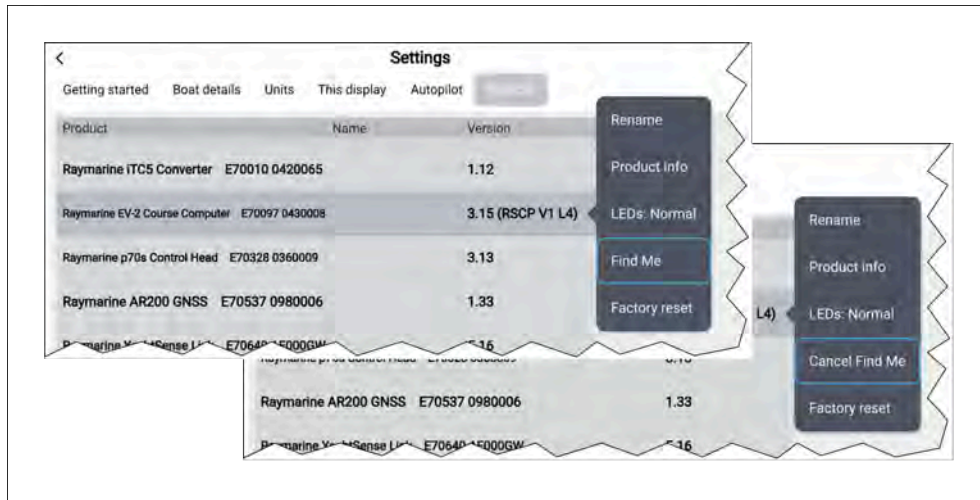 Settings
Getting started Boat details Units This display Autopilot
Product Name Version
Raymarine iTC5 Converter E70010 0420065 1.12
Raymarine EV-2 Course Computer E70097 0430008 3.15 (RSCP V1 L4)
Raymarine p70s Control Head E70328 0360009 3.13
Raymarine AR200 GNSS E70537 0980006 1.33
Rename
Product info
LEDs: Normal
Find Me
Factory reset
L4)
Raymarine AR200 GNSS E70537 0980006 1.33
Rename
Product info
LEDs: Normal
Cancel Find Me
Factory reset